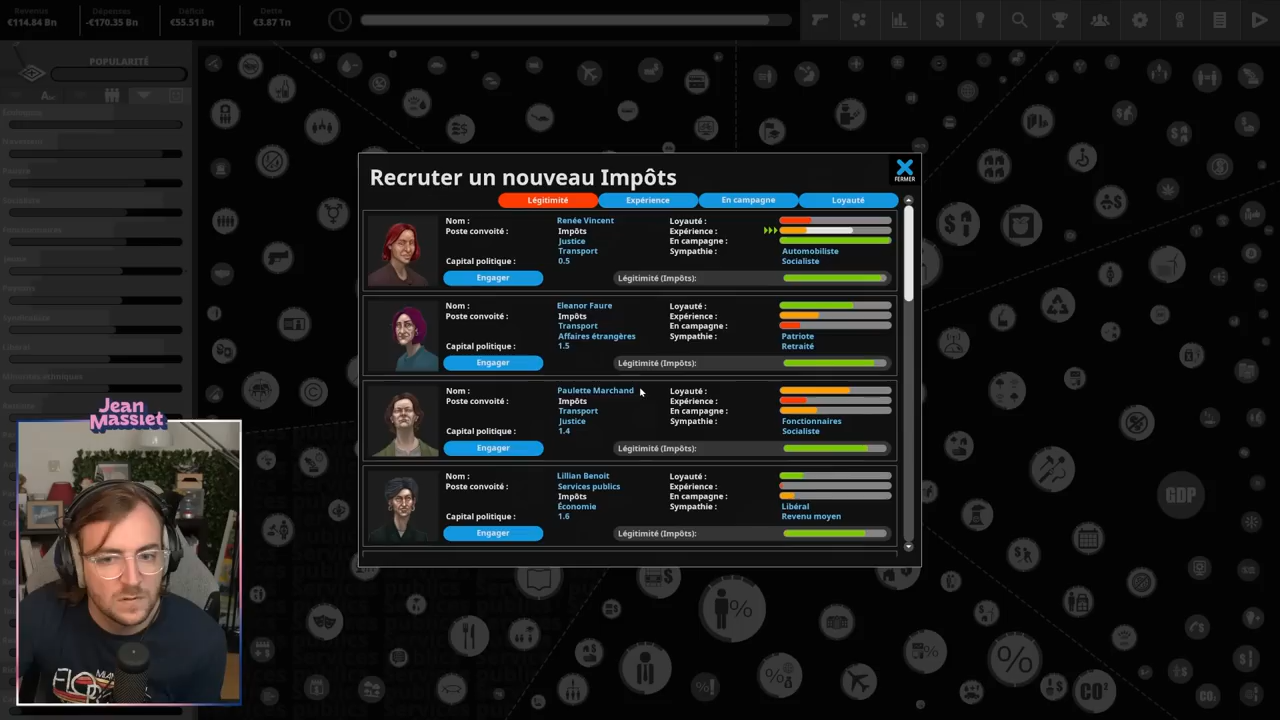 Revenus
Dépenses
Déficit
Dette
€114.84 Bn
-€170.35 Bn
€55.51 Bn
€3.87 Tn
POPULARITÉ
Recruter un nouveau Impôts
FERMER
Légitimité
Expérience
En campagne
Loyauté
Nom :
Renée Vincent
Loyauté :
Poste convoité :
Impôts
Expérience :
Justice
En campagne :
Transport
Sympathie :
Automobiliste
Capital politique :
0.5
Socialiste
Engager
Légitimité (Impôts):
Nom :
Eleanor Faure
Loyauté :
Poste convoité :
Impôts
Expérience :
Transport
En campagne :
Affaires étrangères
Sympathie :
Patriote
Capital politique :
1.5
Retraité
Engager
Légitimité (Impôts):
Nom :
Paulette Marchand
Loyauté :
Poste convoité :
Impôts
Expérience :
Transport
En campagne :
Justice
Sympathie :
Fonctionnaires
Capital politique :
1.4
Socialiste
Engager
Légitimité (Impôts):
Nom :
Lillian Benoit
Loyauté :
Poste convoité :
Services publics
Expérience :
Impôts
En campagne :
Économie
Sympathie :
Libéral
Capital politique :
1.6
Revenu moyen
Engager
Légitimité (Impôts):
Jean
Massiet
GDP
CO²
MIAMI